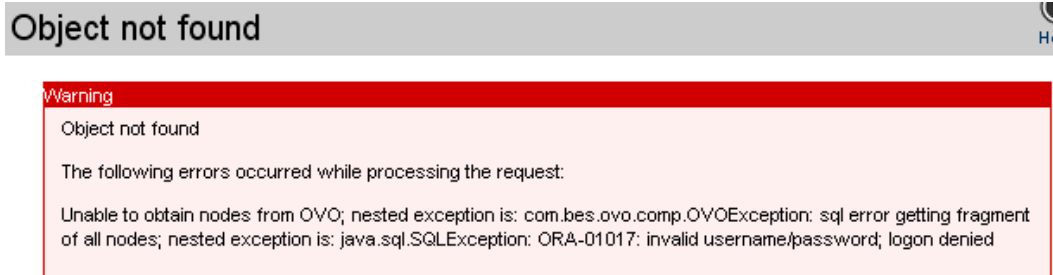 Object not found
Warning
Object not found
The following errors occurred while processing the request:
Unable to obtain nodes from OVO; nested exception is: com.bes.ovo.comp.OVOException: sql error getting fragment
of all nodes; nested exception is: java.sql.SQLException: ORA-01017: invalid username/password; logon denied